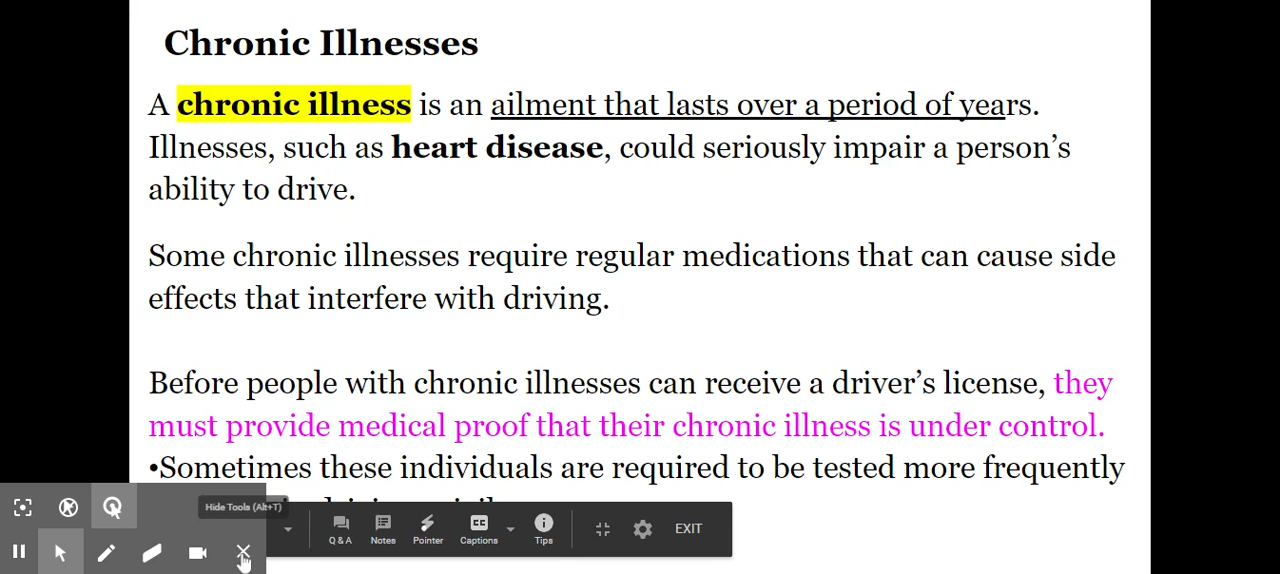 Chronic Illnesses
A chronic illness is an ailment that lasts over a period of years.
Illnesses, such as heart disease, could seriously impair a person's
ability to drive.
Some chronic illnesses require regular medications that can cause side
effects that interfere with driving.
Before people with chronic illnesses can receive a driver's license, they
must provide medical proof that their chronic illness is under control.
•Sometimes these individuals are required to be tested more frequently
Hide Tools (Alt+T)
Q & A Notes Pointer Captions Tips EXIT